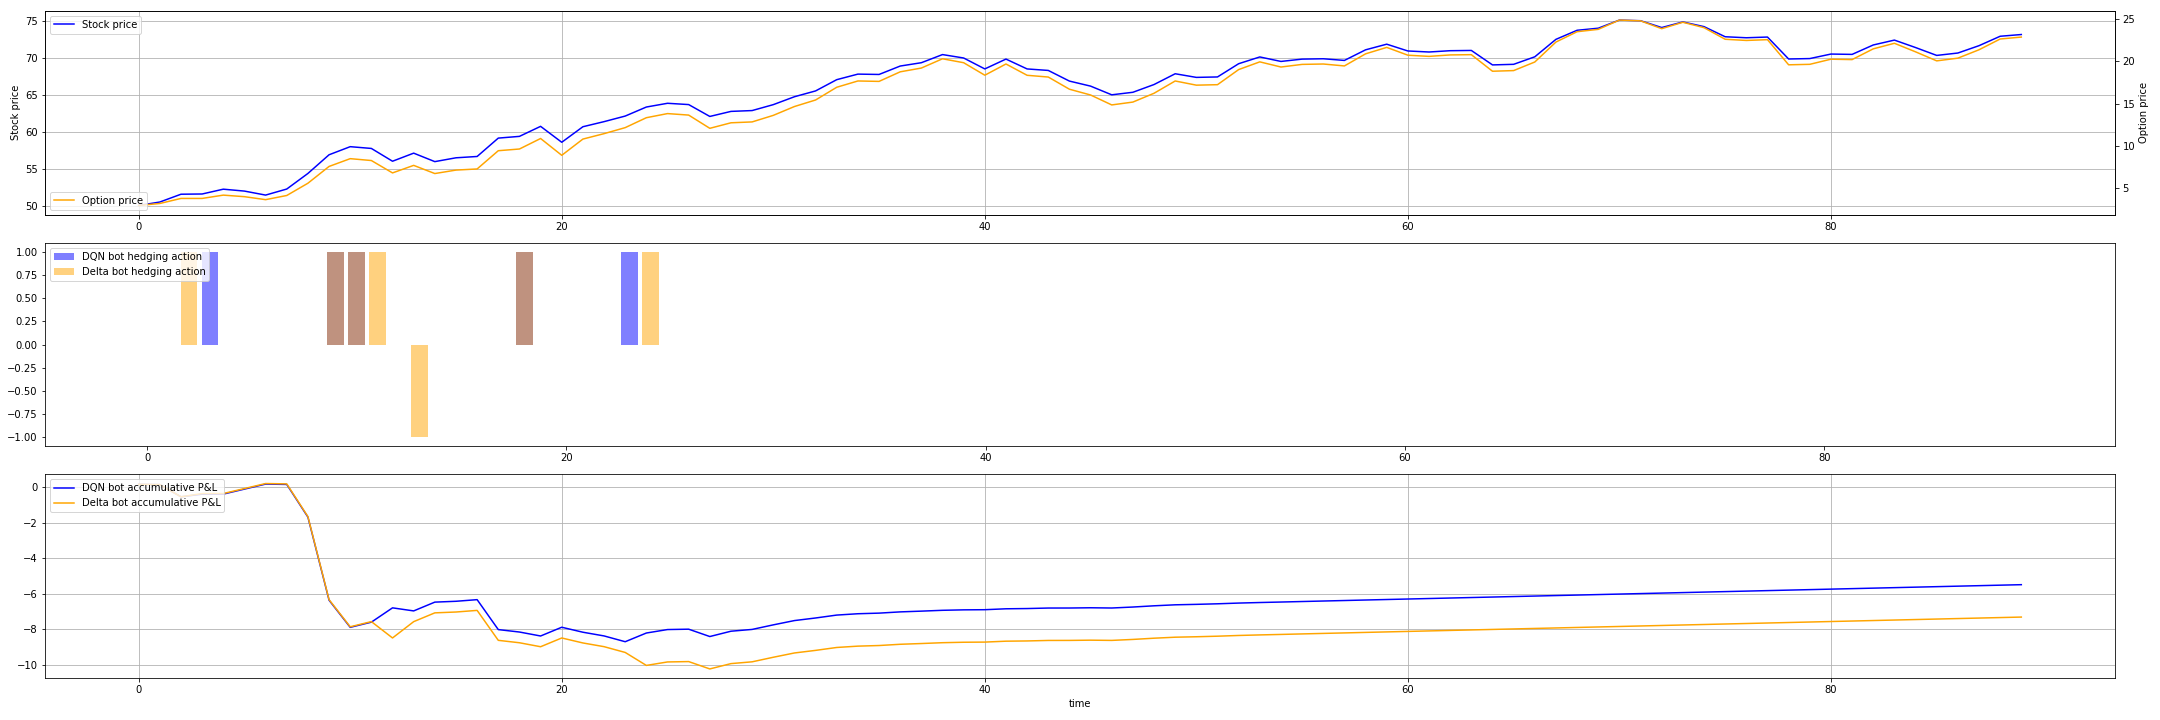 Stock price
Option price
Stock price
Option price
75
70
65
60
55
50
25
20
15
10
5
0 20 40 60 80
DQN bot hedging action
Delta bot hedging action
1.00
0.75
0.50
0.25
0.00
−0.25
−0.50
−0.75
−1.00
0 20 40 60 80
DQN bot accumulative P&L
Delta bot accumulative P&L
0
−2
−4
−6
−8
−10
0 20 40 60 80
time